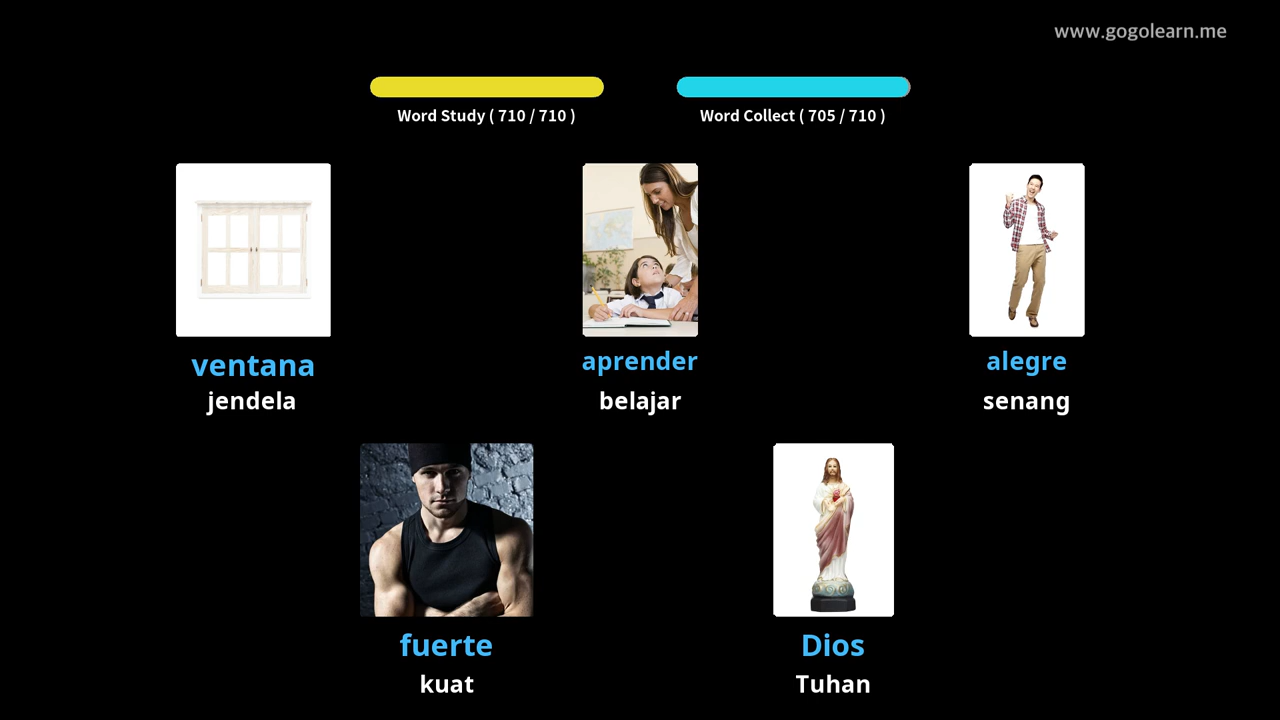 www.gogolearn.me
Word Study ( 710 / 710 )
Word Collect ( 705 / 710 )
ventana
jendela
aprender
belajar
alegre
senang
fuerte
kuat
Dios
Tuhan